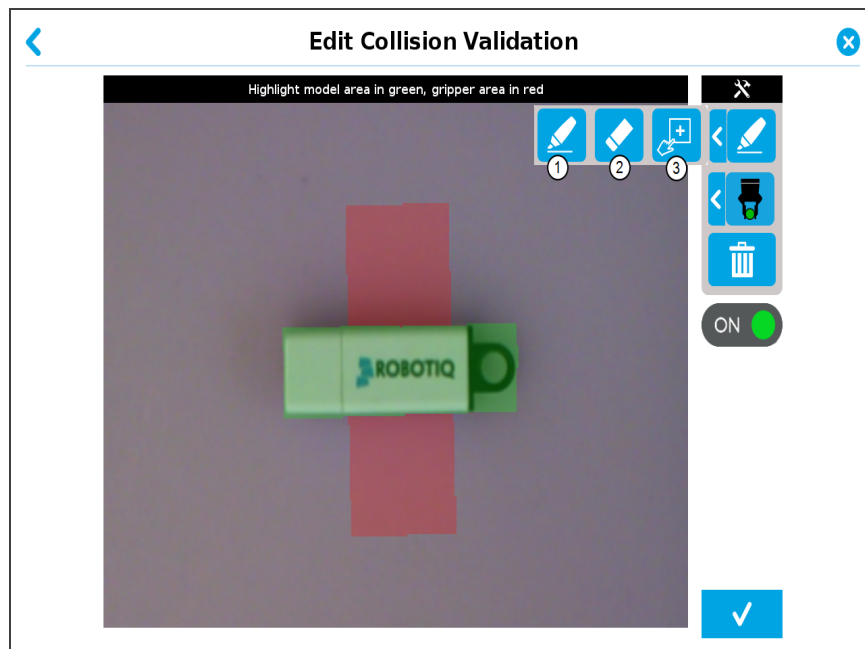 Edit Collision Validation
Highlight model area in green, gripper area in red
1
2
3
ROBOTIQ
ON